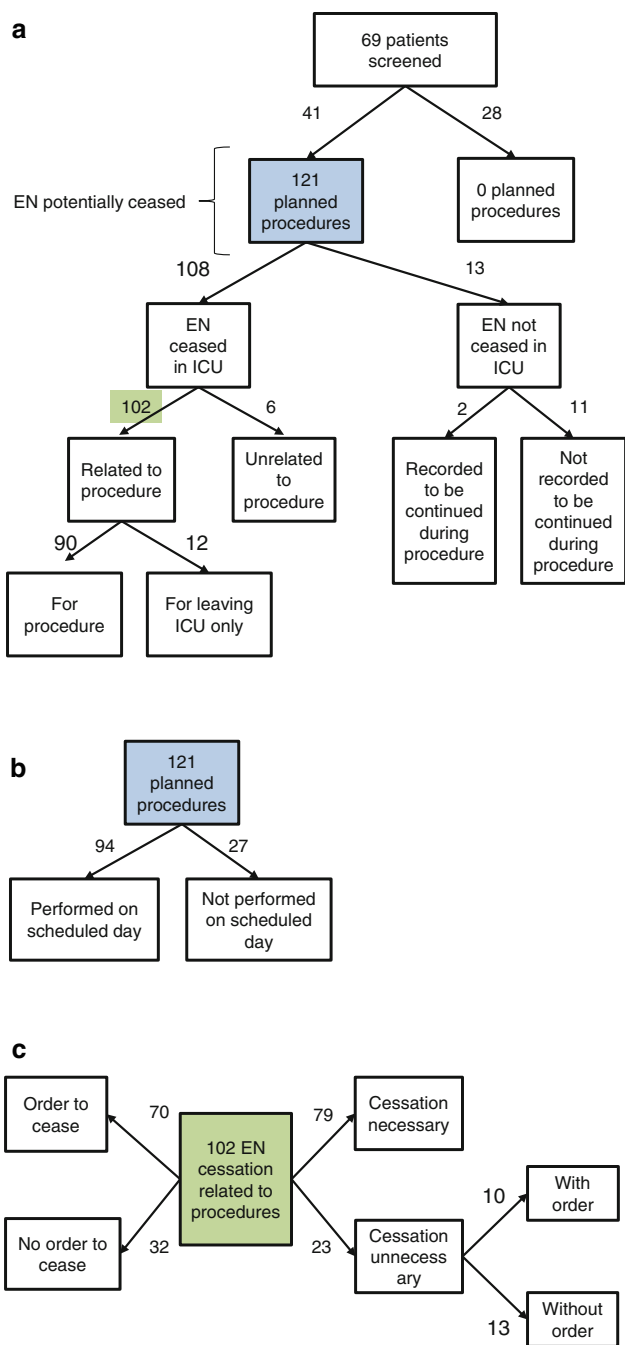 a
69 patients
screened
41
28
EN potentially ceased
121
planned
procedures
0 planned
procedures
108
13
EN
ceased
in ICU
EN not
ceased in
ICU
102
6
2
11
Related to
procedure
Unrelated
to
procedure
Recorded
to be
continued
during
procedure
Not
recorded
to be
continued
during
procedure
90
12
For
procedure
For leaving
ICU only
b
121
planned
procedures
94
27
Performed on
scheduled day
Not performed
on scheduled
day
c
Order to
cease
70
102 EN
cessation
related to
procedures
79
Cessation
necessary
No order to
cease
32
23
Cessation
unnecess
ary
10
With
order
13
Without
order